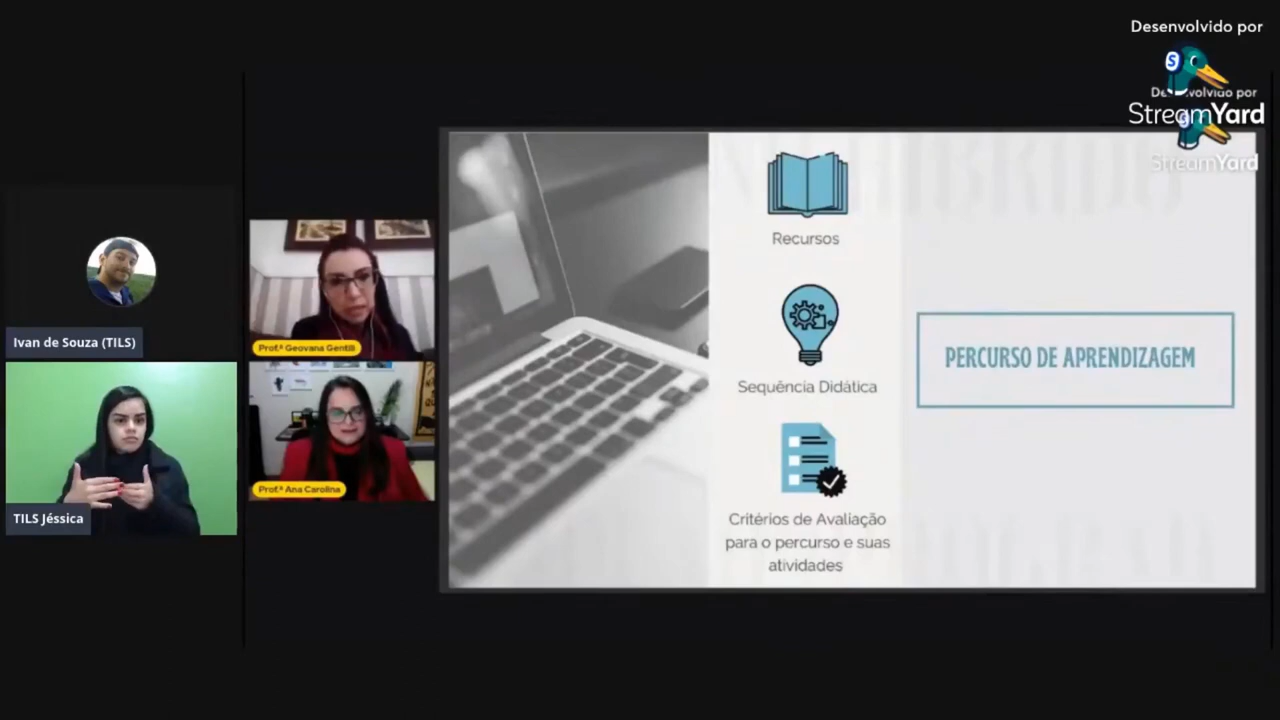 Desenvolvido por
StreamYard
Desenvolvido por
StreamYard
Ivan de Souza (TILS)
TILS Jéssica
Prof.ª Geovana Gentili
Prof.ª Ana Carolina
Recursos
Sequência Didática
Critérios de Avaliação
para o percurso e suas
atividades
PERCURSO DE APRENDIZAGEM